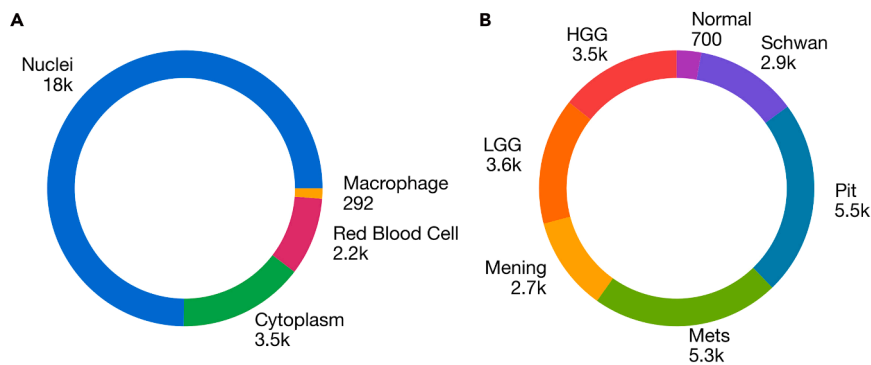 A
Nuclei
18k
Macrophage
292
Red Blood Cell
2.2k
Cytoplasm
3.5k
B
Normal
700
HGG
3.5k
Schwan
2.9k
LGG
3.6k
Pit
5.5k
Mening
2.7k
Mets
5.3k